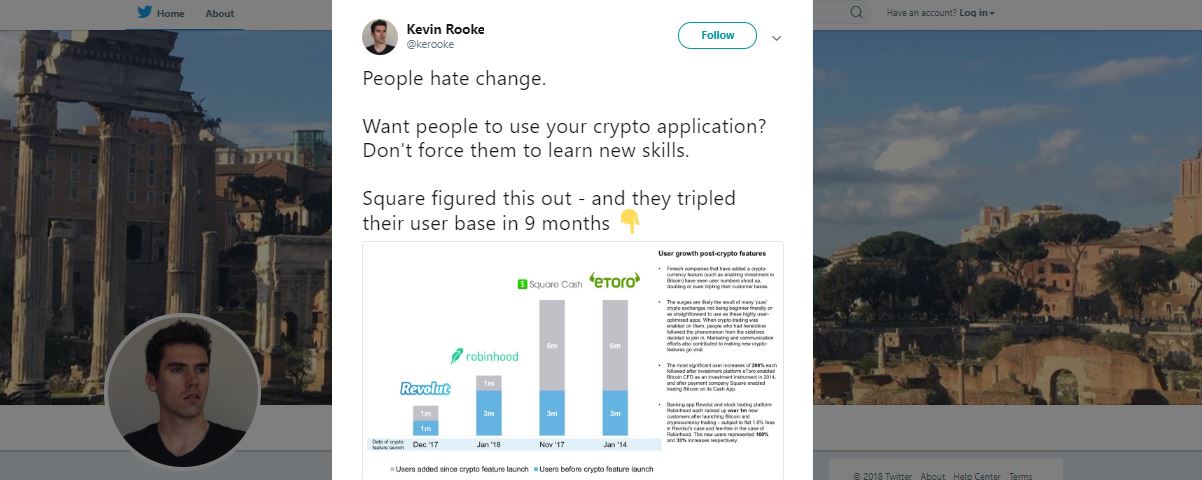 Home About
Have an account? Log in
Kevin Rooke
@kerooke
Follow
People hate change.
Want people to use your crypto application?
Don't force them to learn new skills.
Square figured this out - and they tripled
their user base in 9 months
User growth post-crypto features
Fintech companies that have added a crypto-
currency feature (such as enabling investment in
Bitcoin) have seen user numbers shoot up,
doubling or even tripling their customer bases.
The surges are likely the result of many 'pure'
crypto exchanges not being beginner-friendly or
as straightforward to use as these highly user-
optimised apps. When crypto-trading was
enabled on them, people who had heretofore
followed the phenomenon from the sidelines
decided to join in. Marketing and communication
efforts also contributed to making new crypto-
features go viral.
The most significant user increases of 200% each
followed after investment platform eToro enabled
Bitcoin CFD as an investment instrument in 2014,
and after payment company Square enabled
trading Bitcoin on its Cash App.
Banking app Revolut and stock trading platform
Robinhood each racked up over 1m new
customers after launching Bitcoin and
cryptocurrency trading - subject to flat 1.5% fees
in Revolut's case and fee-free in the case of
Robinhood. The new users represented 100%
and 33% increases respectively.
Square Cash
eToro
robinhood
Revolut
6m
6m
1m
1m
3m
3m
3m
1m
Date of crypto
feature launch
Dec '17
Jan '18
Nov '17
Jan '14
Users added since crypto feature launch
Users before crypto feature launch
© 2018 Twitter About Help Center Terms